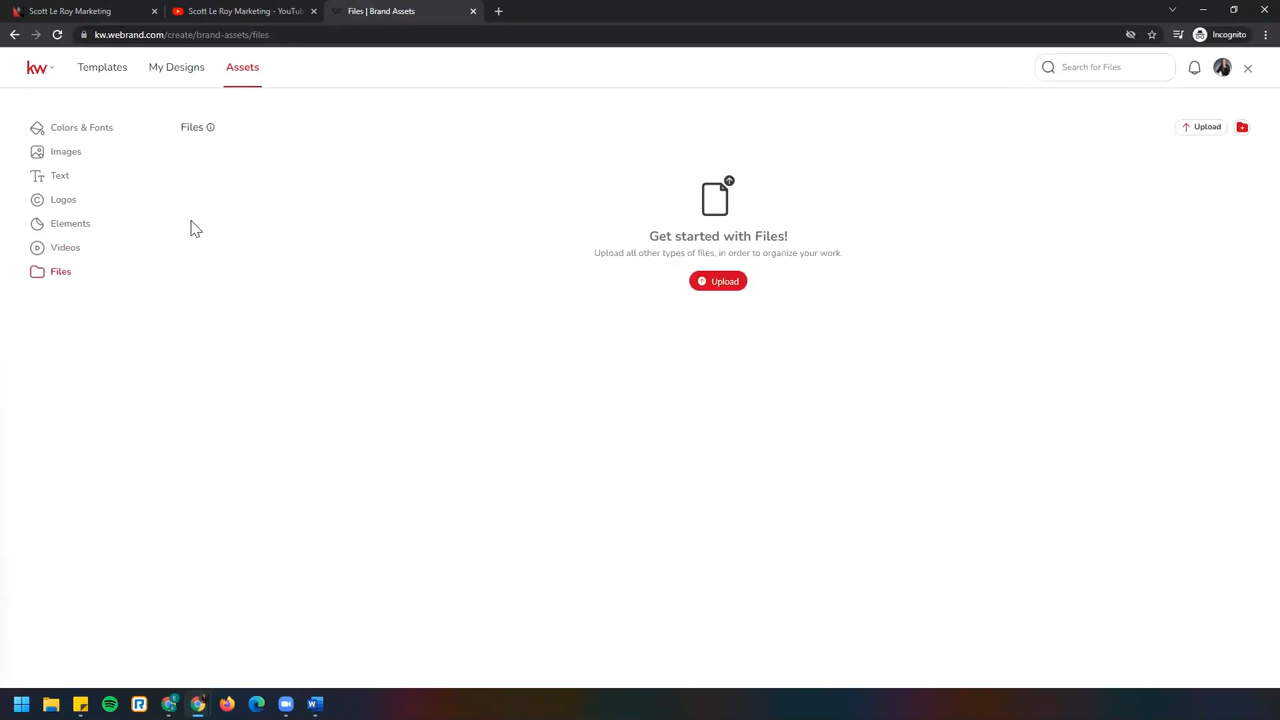 Scott Le Roy Marketing
Scott Le Roy Marketing - YouTub
Files | Brand Assets
kw.webrand.com/create/brand-assets/files
Incognito
kw
Templates
My Designs
Assets
Search for Files
Colors & Fonts
Images
Text
Logos
Elements
Videos
Files
Files
Upload
Get started with Files!
Upload all other types of files, in order to organize your work.
Upload